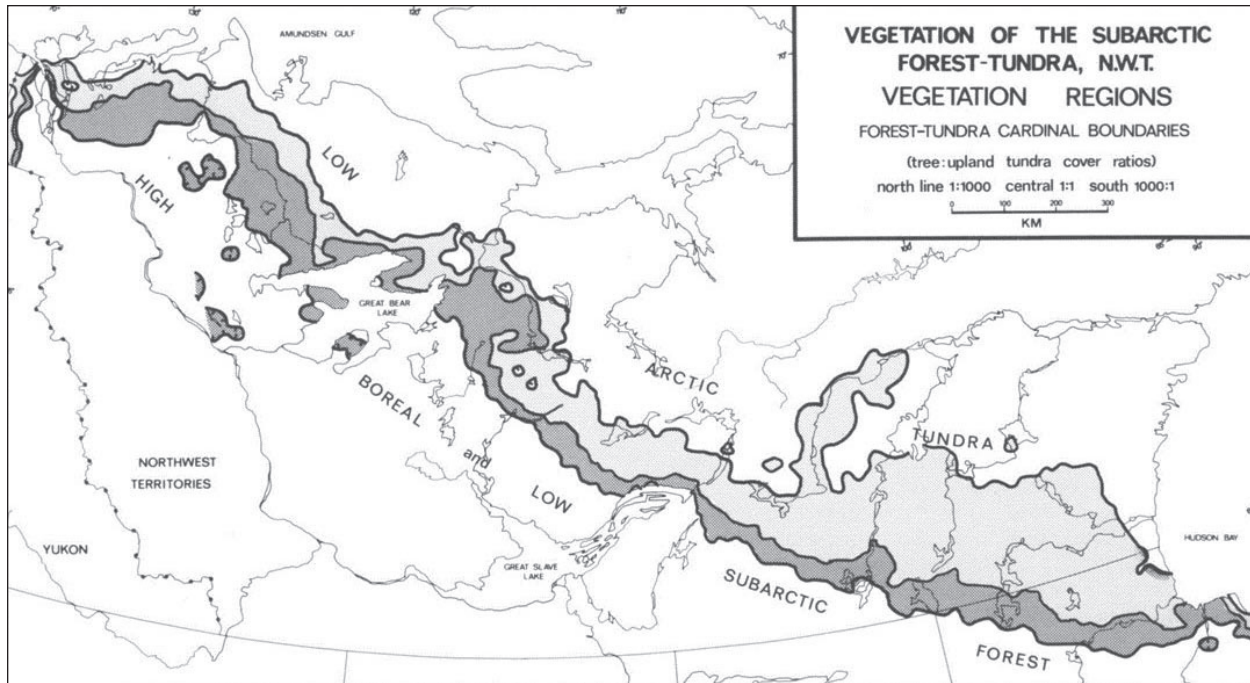 VEGETATION OF THE SUBARCTIC
FOREST-TUNDRA, N.W.T.
VEGETATION REGIONS
FOREST-TUNDRA CARDINAL BOUNDARIES
(tree:upland tundra cover ratios)
north line 1:1000 central 1:1 south 1000:1
0 100 200 300
KM
AMUNDSEN GULF
LOW
HIGH
GREAT BEAR
LAKE
ARCTIC
BOREAL
TUNDRA
and
NORTHWEST
TERRITORIES
LOW
HUDSON BAY
YUKON
GREAT SLAVE
LAKE
SUBARCTIC
FOREST